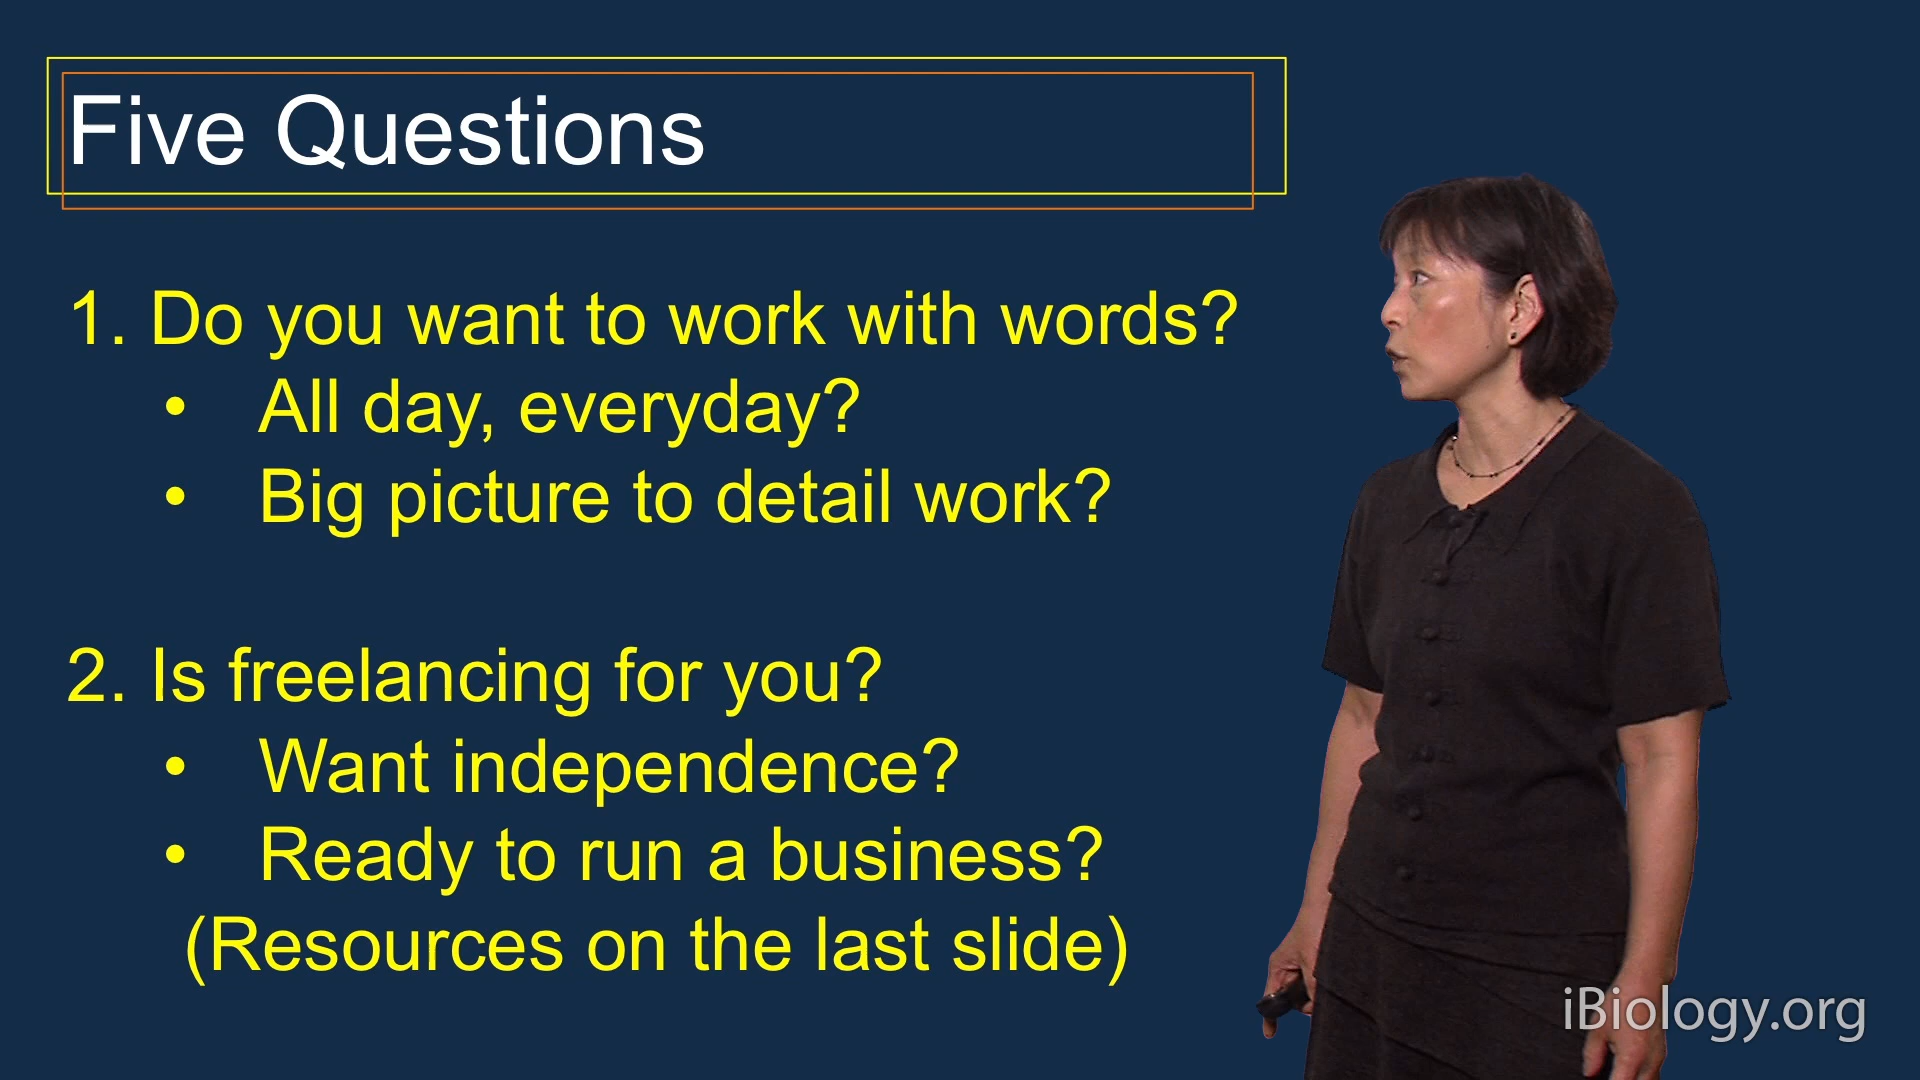 Five Questions
1. Do you want to work with words?
• All day, everyday?
• Big picture to detail work?
2. Is freelancing for you?
• Want independence?
• Ready to run a business?
(Resources on the last slide)
iBiology.org